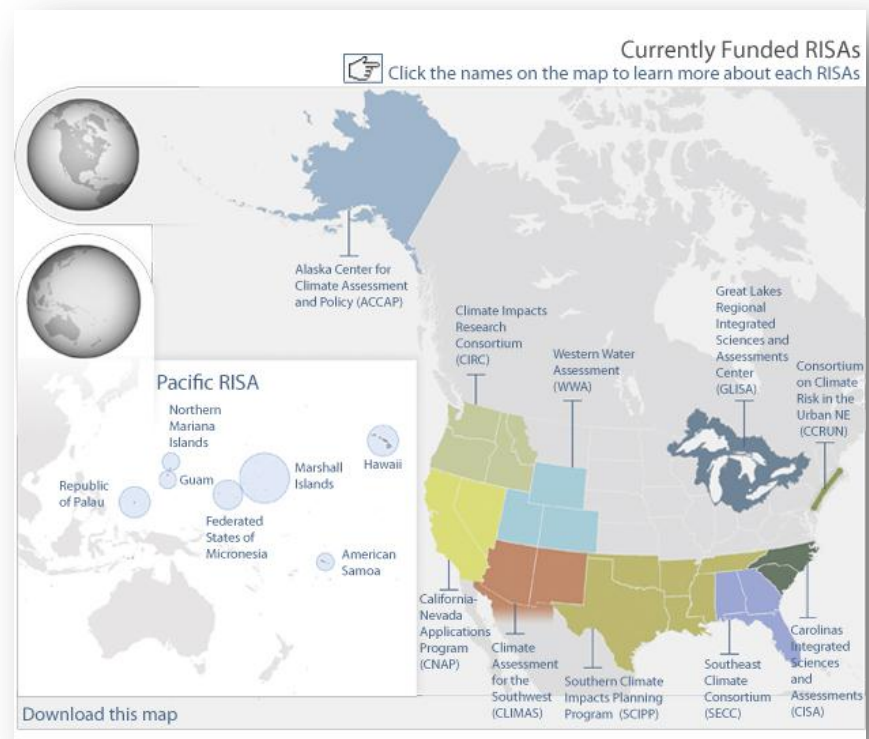 Currently Funded RISAs
Click the names on the map to learn more about each RISAs
Alaska Center for
Climate Assessment
and Policy (ACCAP)
Climate Impacts
Research
Consortium
(CIRC)
Western Water
Assessment
(WWA)
Great Lakes
Regional
Integrated
Sciences and
Assessments
Center
(GLISA)
Consortium
on Climate
Risk in the
Urban NE
(CCRUN)
Pacific RISA
Northern
Mariana
Islands
Guam
Republic
of Palau
Federated
States of
Micronesia
Marshall
Islands
Hawaii
American
Samoa
California-
Nevada
Applications
Program
(CNAP)
Climate
Assessment
for the
Southwest
(CLIMAS)
Southern Climate
Impacts Planning
Program (SCIPP)
Southeast
Climate
Consortium
(SECC)
Carolinas
Integrated
Sciences
and
Assessments
(CISA)
Download this map